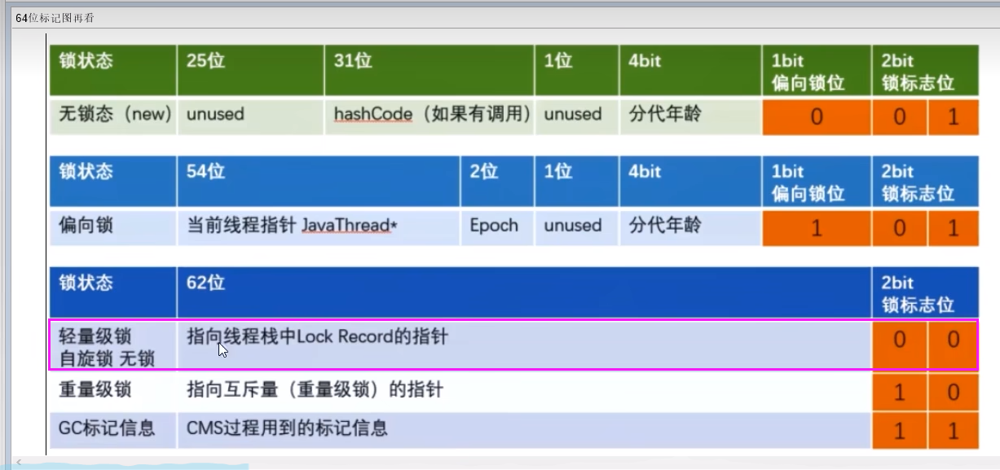 64位标记图再看
锁状态 25位 31位 1位 4bit 1bit 2bit
偏向锁位 锁标志位
无锁态（new） unused hashCode（如果有调用） unused 分代年龄 0 0 1
锁状态 54位 2位 1位 4bit 1bit 2bit
偏向锁位 锁标志位
偏向锁 当前线程指针 JavaThread* Epoch unused 分代年龄 1 0 1
锁状态 62位 2bit
锁标志位
轻量级锁 指向线程栈中Lock Record的指针 0 0
自旋锁 无锁
重量级锁 指向互斥量（重量级锁）的指针 1 0
GC标记信息 CMS过程用到的标记信息 1 1